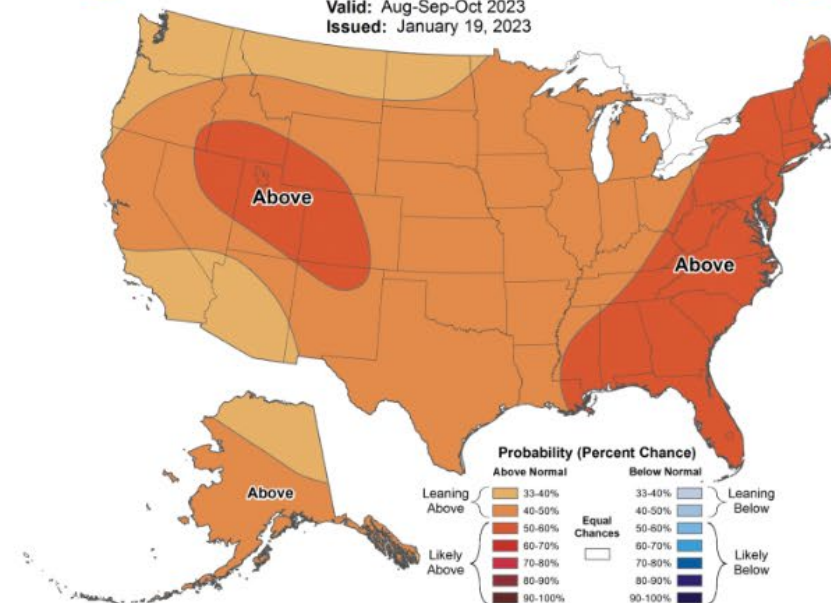 Valid: Aug-Sep-Oct 2023
Issued: January 19, 2023
Above
Above
Above
Probability (Percent Chance)
Above Normal
Below Normal
Leaning Above
33-40%
40-50%
Likely Above
50-60%
60-70%
70-80%
80-90%
90-100%
Equal Chances
33-40%
40-50%
Leaning Below
50-60%
60-70%
70-80%
80-90%
90-100%
Likely Below